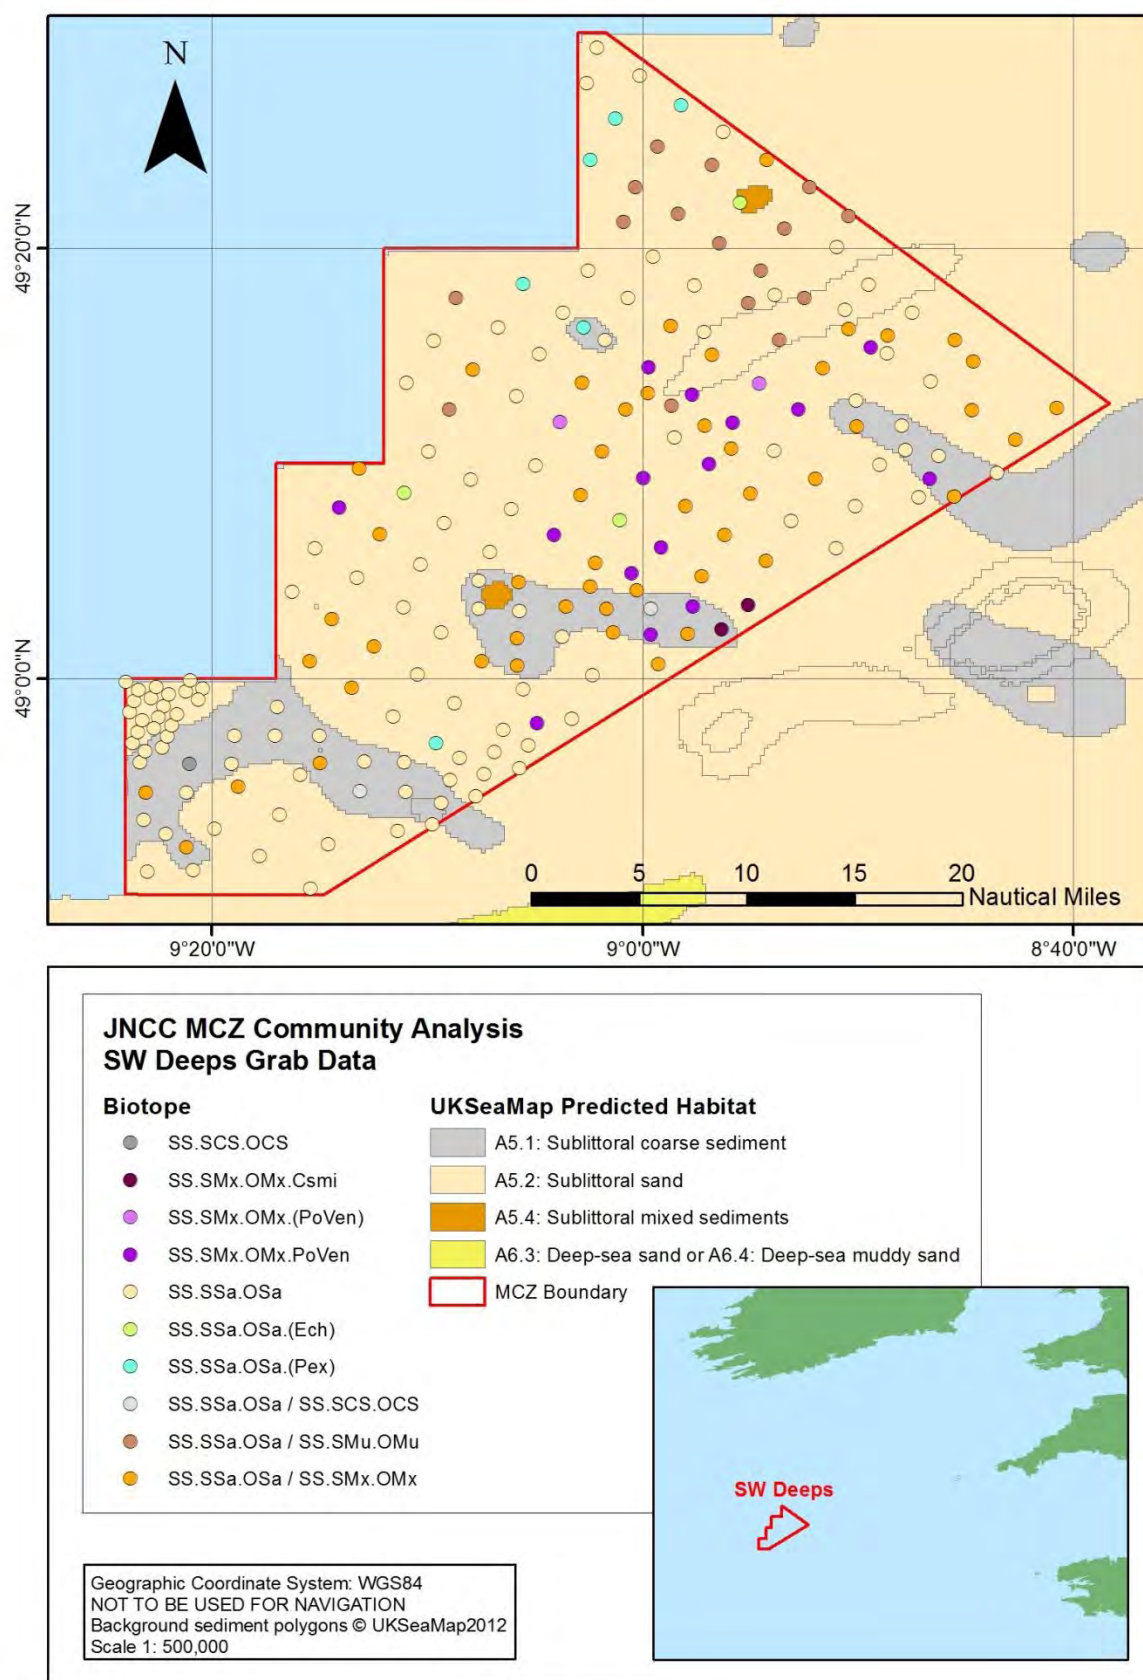 N
49°20'0"N
49°0'0"N
0 5 10 15 20
Nautical Miles
9°20'0"W 9°0'0"W 8°40'0"W
JNCC MCZ Community Analysis
SW Deeps Grab Data
Biotope
SS.SCS.OCS
SS.SMx.OMx.Csmi
SS.SMx.OMx.(PoVen)
SS.SMx.OMx.PoVen
SS.SSa.OSa
SS.SSa.OSa.(Ech)
SS.SSa.OSa.(Pex)
SS.SSa.OSa / SS.SCS.OCS
SS.SSa.OSa / SS.SMu.OMu
SS.SSa.OSa / SS.SMx.OMx
UKSeaMap Predicted Habitat
A5.1: Sublittoral coarse sediment
A5.2: Sublittoral sand
A5.4: Sublittoral mixed sediments
A6.3: Deep-sea sand or A6.4: Deep-sea muddy sand
MCZ Boundary
SW Deeps
Geographic Coordinate System: WGS84
NOT TO BE USED FOR NAVIGATION
Background sediment polygons © UKSeaMap2012
Scale 1: 500,000